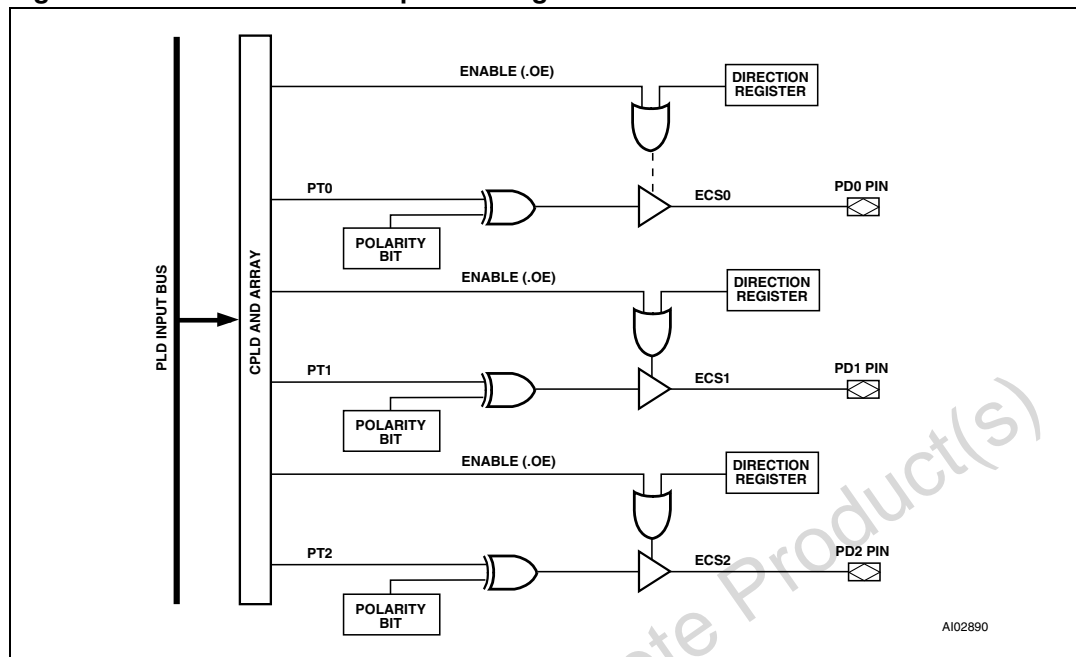 ENABLE (.OE)
DIRECTION
REGISTER
PT0
ECS0
PD0 PIN
POLARITY
BIT
ENABLE (.OE)
DIRECTION
REGISTER
PLD INPUT BUS
CPLD AND ARRAY
PT1
ECS1
PD1 PIN
POLARITY
BIT
ENABLE (.OE)
DIRECTION
REGISTER
PT2
ECS2
PD2 PIN
POLARITY
BIT
AI02890
Product(s)